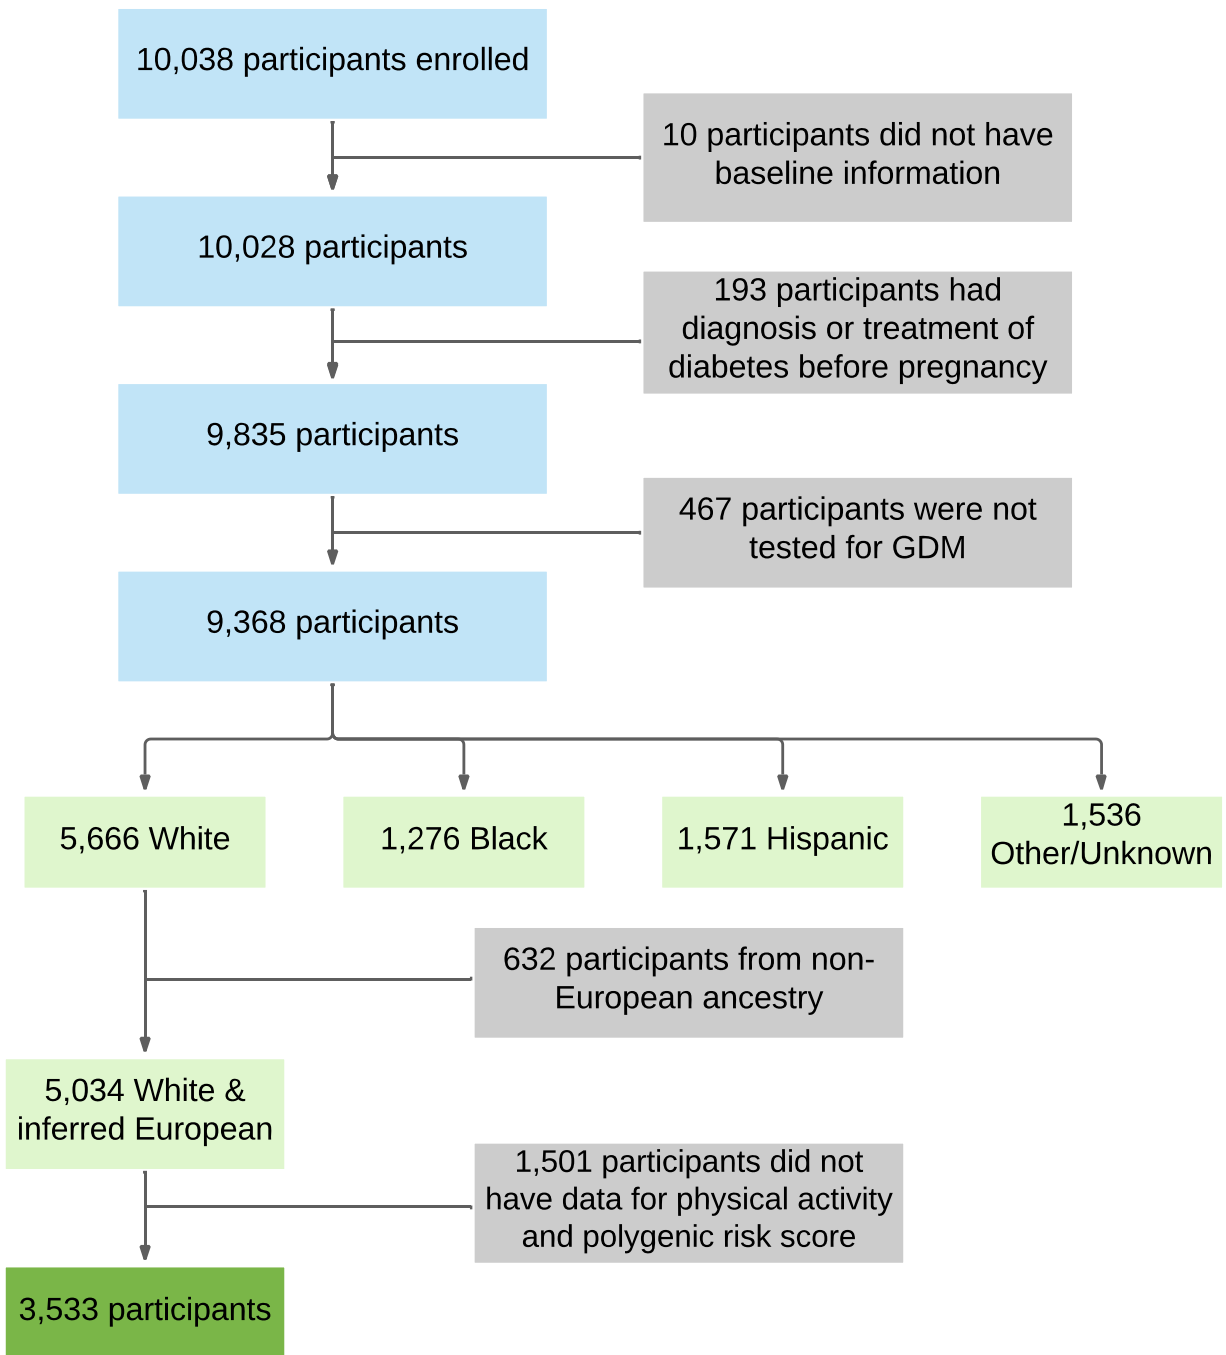 10,038 participants enrolled
10 participants did not have
baseline information
10,028 participants
193 participants had
diagnosis or treatment of
diabetes before pregnancy
9,835 participants
467 participants were not
tested for GDM
9,368 participants
5,666 White
1,276 Black
1,571 Hispanic
1,536
Other/Unknown
632 participants from non-
European ancestry
5,034 White &
inferred European
1,501 participants did not
have data for physical activity
and polygenic risk score
3,533 participants